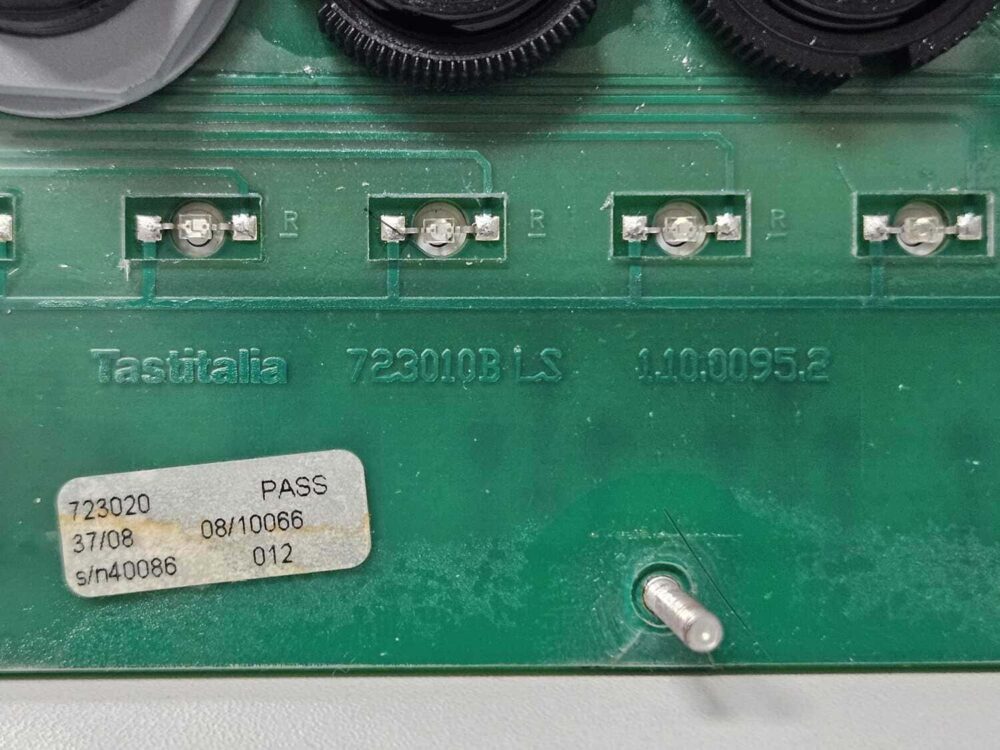 R R R
Tastitalia 723010B LS 1.10.0095.2
723020 PASS
37/08 08/10066
s/n40086 012